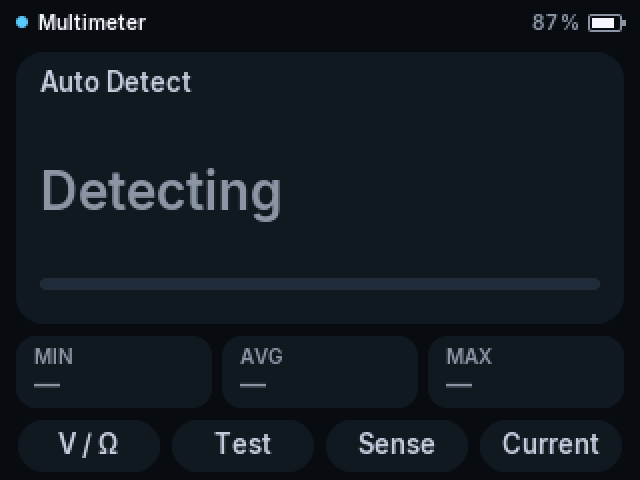 Multimeter
87%
Auto Detect
Detecting
MIN
AVG
MAX
—
—
—
V / Ω
Test
Sense
Current